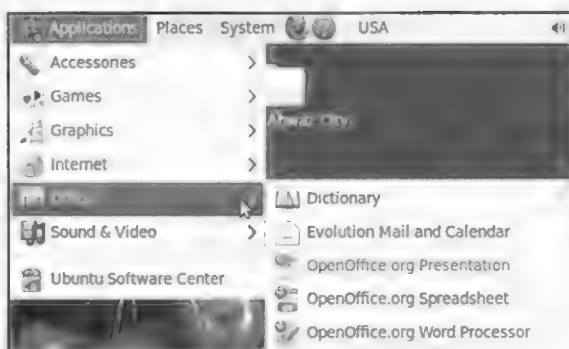 Applications Places System USA
Accessories
Games
Graphics
Internet
Sound & Video
Ubuntu Software Center
Dictionary
Evolution Mail and Calendar
OpenOffice.org Presentation
OpenOffice.org Spreadsheet
OpenOffice.org Word Processor